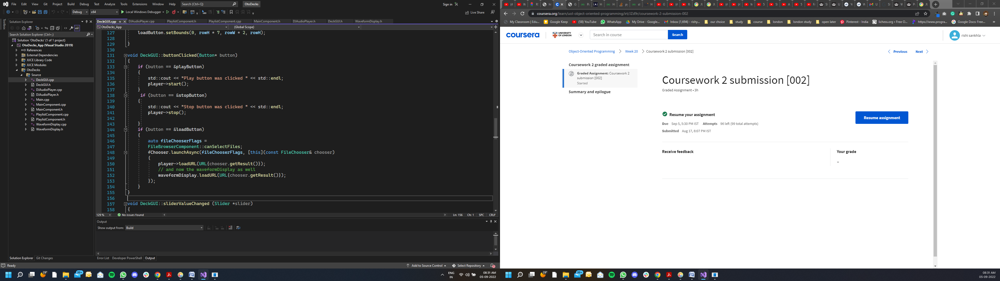 File Edit View Git Project Build Debug Test Analyze Tools Extensions Window Help Search (Ctrl+Q) OtoDecks Sign in
Debug x64 Local Windows Debugger Live Share
Toolbox
Solution Explorer
Search Solution Explorer (Ctrl+;)
Solution 'OtoDecks' (1 of 1 project)
OtoDecks_App (Visual Studio 2019)
References
External Dependencies
JUCE Library Code
JUCE Modules
OtoDecks
Source
DeckGUI.cpp
DeckGUI.h
DJAudioPlayer.cpp
DJAudioPlayer.h
Main.cpp
MainComponent.cpp
MainComponent.h
PlaylistComponent.cpp
PlaylistComponent.h
WaveformDisplay.cpp
WaveformDisplay.h
Solution Explorer Git Changes
DeckGUI.cpp DJAudioPlayer.cpp PlaylistComponent.h PlaylistComponent.cpp MainComponent.h DJAudioPlayer.h DeckGUI.h WaveformDisplay.h
OtoDecks_App (Global Scope)
127 loadButton.setBounds(0, rowH * 7, rowW * 2, rowH);
128
129 }
130
131 void DeckGUI::buttonClicked(Button* button)
132 {
133 if (button == &playButton)
134 {
135 std::cout << "Play button was clicked " << std::endl;
136 player->start();
137 }
138 if (button == &stopButton)
139 {
140 std::cout << "Stop button was clicked " << std::endl;
141 player->stop();
142
143 }
144 if (button == &loadButton)
145 {
146 auto fileChooserFlags =
147 FileBrowserComponent::canSelectFiles;
148 fChooser.launchAsync(fileChooserFlags, [this](const FileChooser& chooser)
149 {
150 player->loadURL(URL{chooser.getResult()});
151 // and now the waveformDisplay as well
152 waveformDisplay.loadURL(URL{chooser.getResult()});
153 });
154 }
155 }
156
157 void DeckGUI::sliderValueChanged (Slider *slider)
158 {
129 % No issues found Ln: 156 Ch: 1 SPC CRLF
Output
Show output from: Build
Error List Developer PowerShell Output
Ready Add to Source Control Select Repository 1
29° 99+ ENG IN 08:31 AM 05-09-2022
coursera.org/learn/uol-object-oriented-programming/irt/JZd9r/coursework-2-submission-002
My Classroom | Edu... Google Keep (58) YouTube WhatsApp My Drive - Google... Inbox (1,694) - rishy... our choice study course london london study open later Pinterest - India lichess.org • Free O... https://www.progra... Google Docs: Free... »
coursera UNIVERSITY OF LONDON Search in course Search rishi sankhla
Object-Oriented Programming Week 20 Coursework 2 submission [002] Previous Next
Coursework 2 graded assignment
Graded Assignment: Coursework 2 submission [002]
Started
Summary and epilogue
Coursework 2 submission [002]
Graded Assignment • 3h
Resume your assignment
Due Sep 5, 5:30 PM IST Attempts 96 left (99 total attempts)
Submitted Aug 17, 6:07 PM IST
Resume assignment
Receive feedback
Your grade
-
29° 99+ 08:31 AM 05-09-2022